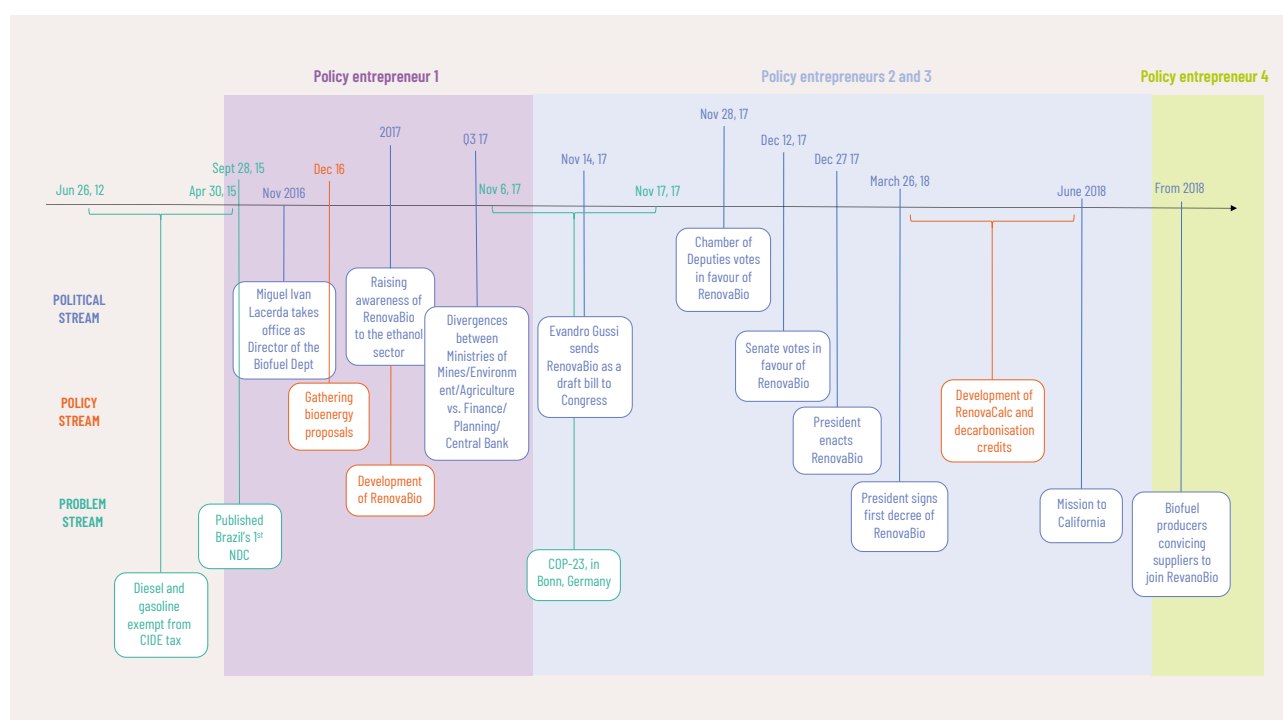 Policy entrepreneur 1
Policy entrepreneurs 2 and 3
Policy entrepreneur 4
Jun 26, 12
Apr 30, 15
Sept 28, 15
Nov 2016
Dec 16
2017
Q3 17
Nov 6, 17
Nov 14, 17
Nov 17, 17
Nov 28, 17
Dec 12, 17
Dec 27 17
March 26, 18
June 2018
From 2018
POLITICAL
STREAM
POLICY
STREAM
PROBLEM
STREAM
Diesel and
gasoline
exempt from
CIDE tax
Published
Brazil's 1st
NDC
Miguel Ivan
Lacerda takes
office as
Director of the
Biofuel Dept
Gathering
bioenergy
proposals
Raising
awareness of
RenovaBio
to the ethanol
sector
Development
of RenovaBio
Divergences
between
Ministries of
Mines/Environm
ent/Agriculture
vs. Finance/
Planning/
Central Bank
Evandro Gussi
sends
RenovaBio as a
draft bill to
Congress
COP-23, in
Bonn, Germany
Chamber of
Deputies votes
in favour of
RenovaBio
Senate votes in
favour of
RenovaBio
President
enacts
RenovaBio
President signs
first decree of
RenovaBio
Development of
RenovaCalc and
decarbonisation
credits
Mission to
California
Biofuel
producers
convicing
suppliers to
join RevanoBio